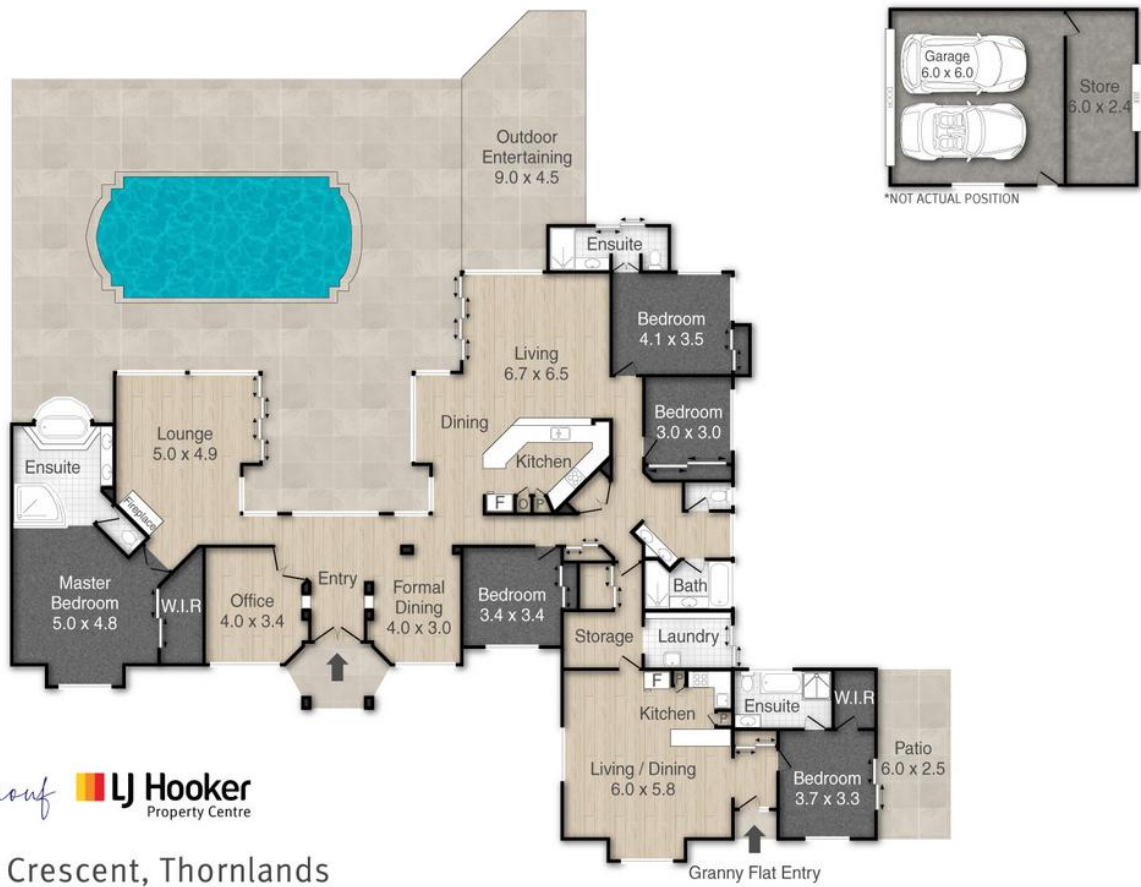 Garage
6.0 x 6.0
Store
6.0 x 2.4
DOOR
*NOT ACTUAL POSITION
Outdoor
Entertaining
9.0 x 4.5
Ensuite
Bedroom
4.1 x 3.5
Living
6.7 x 6.5
Dining
Bedroom
3.0 x 3.0
Kitchen
F
O
P
Lounge
5.0 x 4.9
Ensuite
Fireplace
Master
Bedroom
5.0 x 4.8
W.I.R
Office
4.0 x 3.4
Entry
Formal
Dining
4.0 x 3.0
Bedroom
3.4 x 3.4
Bath
Storage
Laundry
F
P
Kitchen
P
Ensuite
W.I.R
Living / Dining
6.0 x 5.8
Bedroom
3.7 x 3.3
Patio
6.0 x 2.5
Granny Flat Entry
LJ Hooker
Property Centre
Crescent, Thornlands